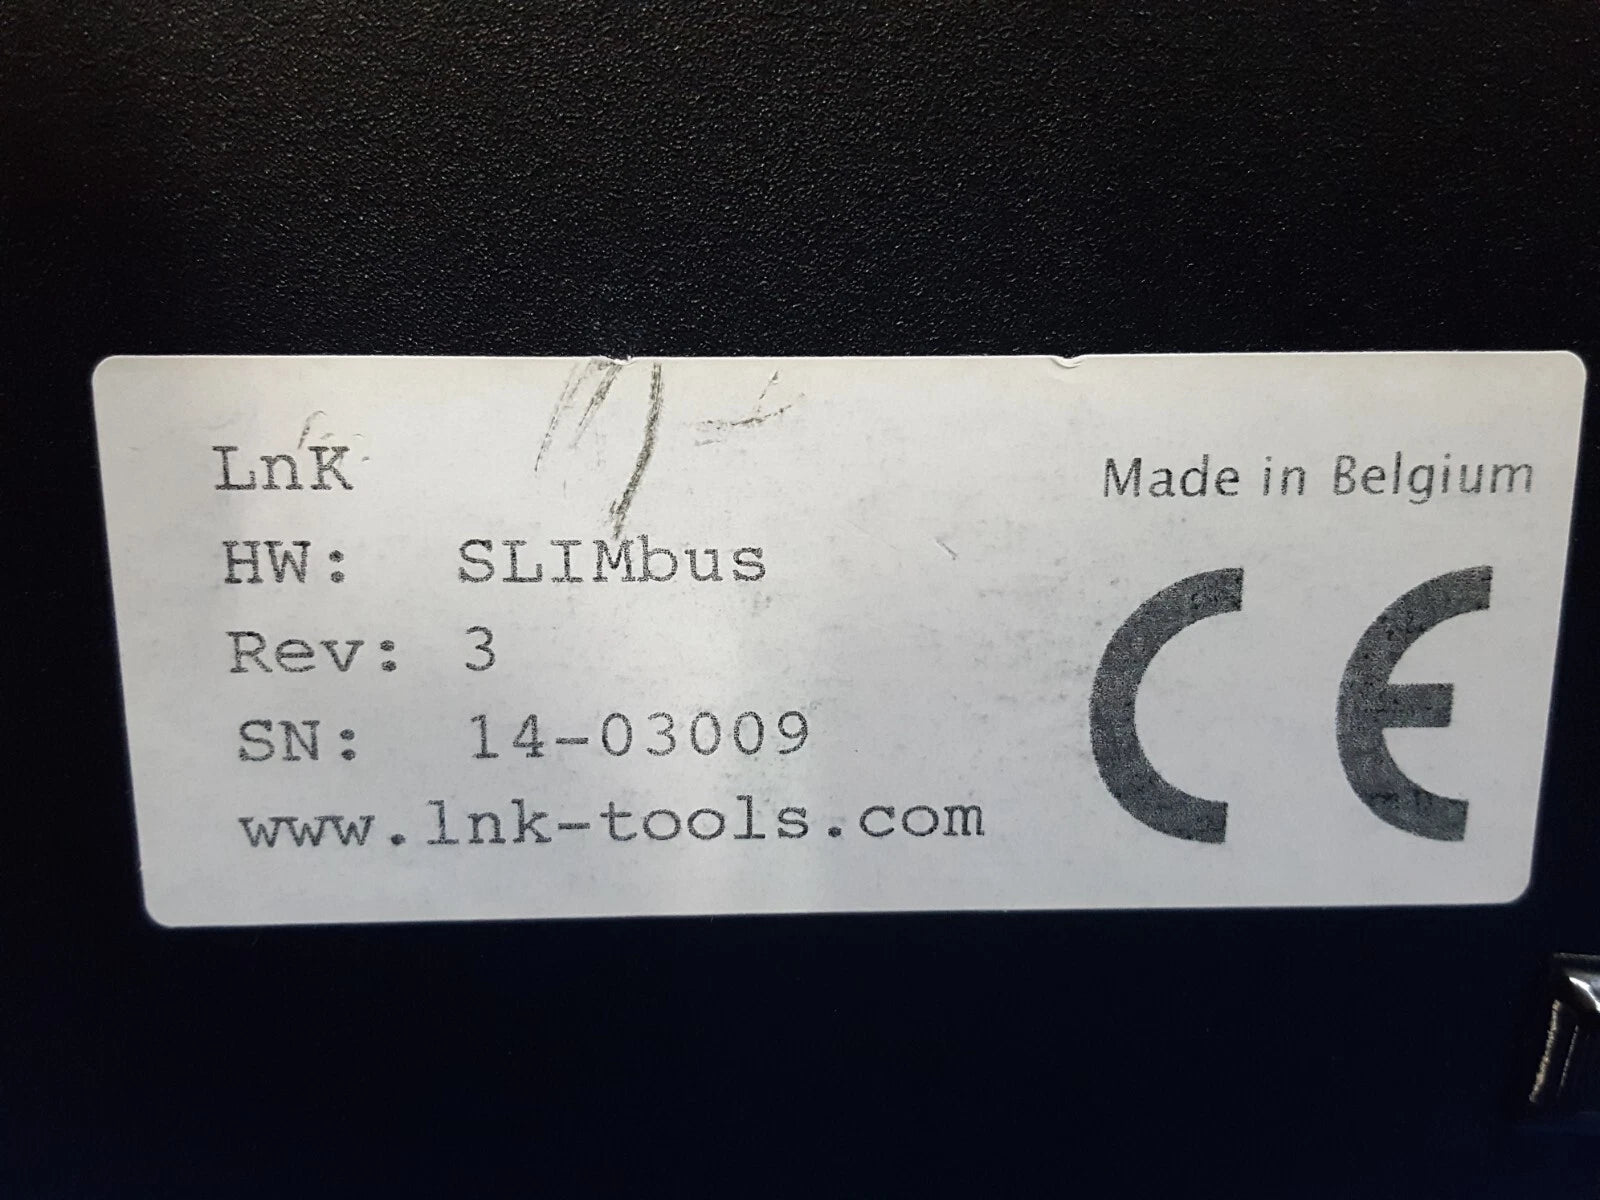 LnK
Made in Belgium
HW: SLIMbus
Rev: 3
SN: 14-03009
www.lnk-tools.com
CE